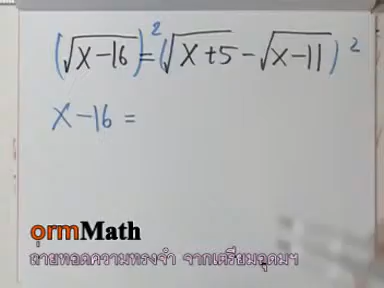 (√x-16)² = (√x+5 - √x-11)²
x-16 =
ormMath
ถ่ายทอดความทรงจำ จากเตรียมอุดมฯ